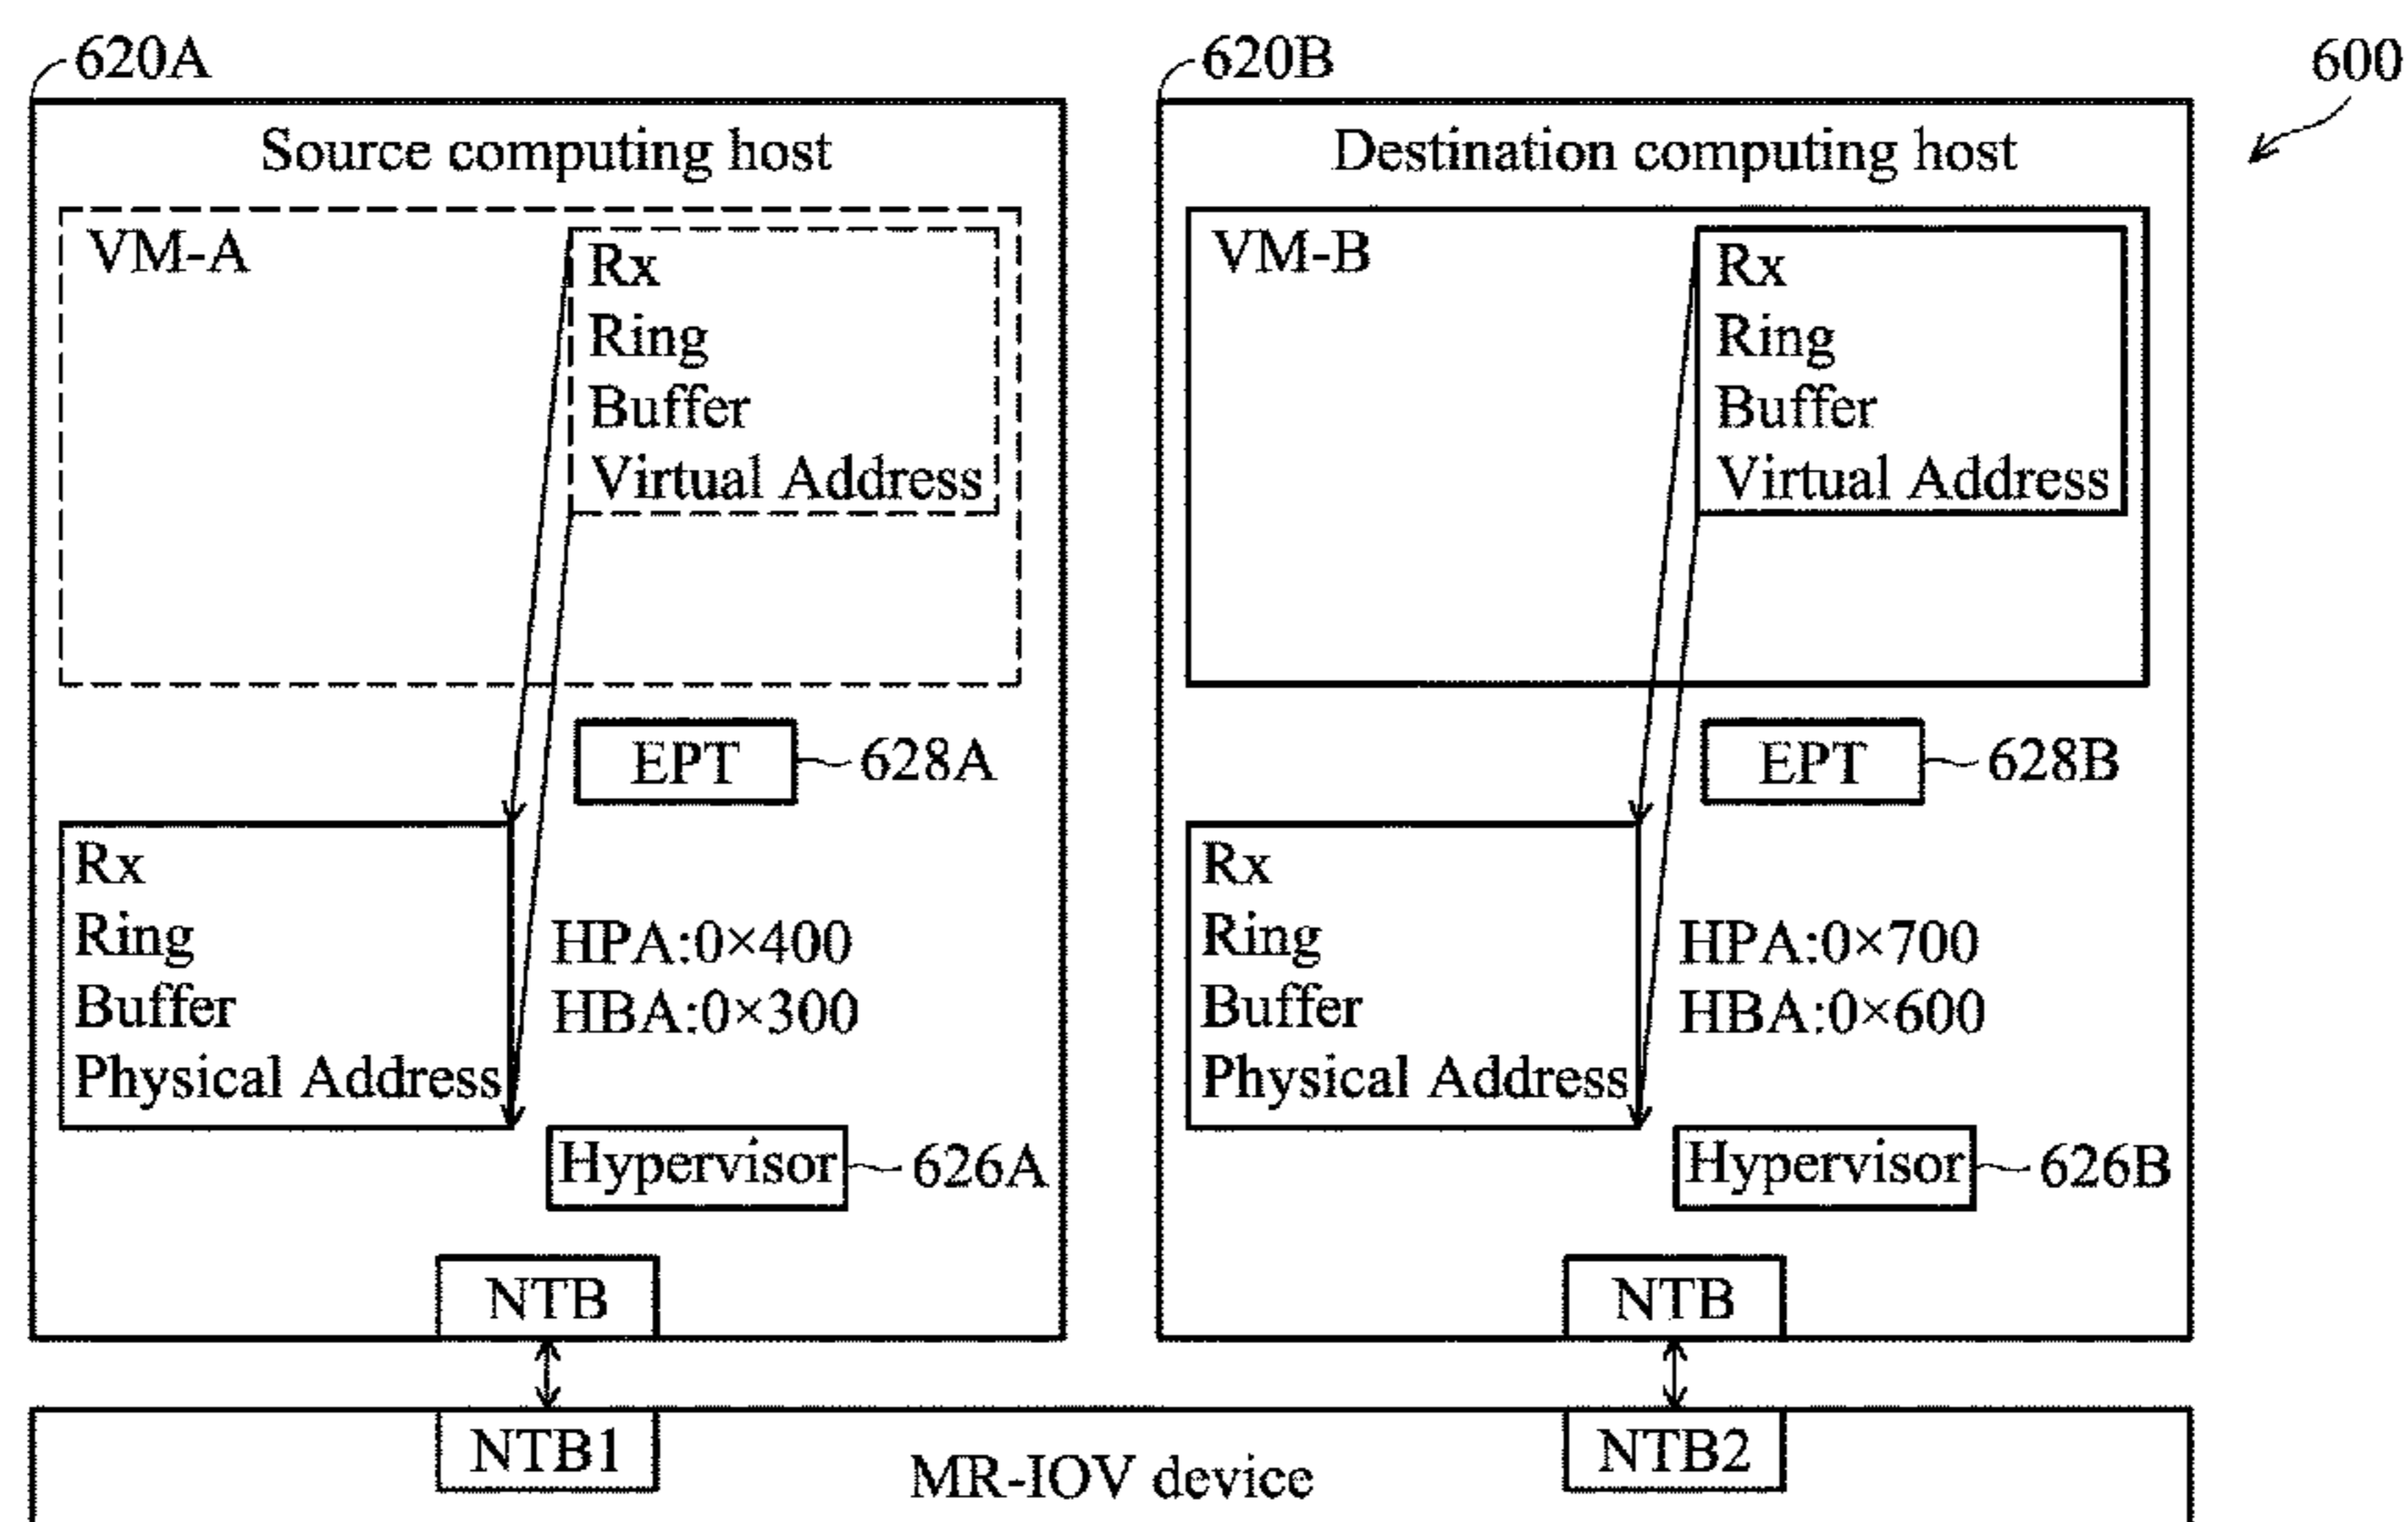 620A
620B
600
Source computing host
VM-A
Rx
Ring
Buffer
Virtual Address
EPT
628A
Rx
Ring
Buffer
Physical Address
HPA:0×400
HBA:0×300
Hypervisor
626A
NTB
Destination computing host
VM-B
Rx
Ring
Buffer
Virtual Address
EPT
628B
Rx
Ring
Buffer
Physical Address
HPA:0×700
HBA:0×600
Hypervisor
626B
NTB
NTB1
MR-IOV device
NTB2